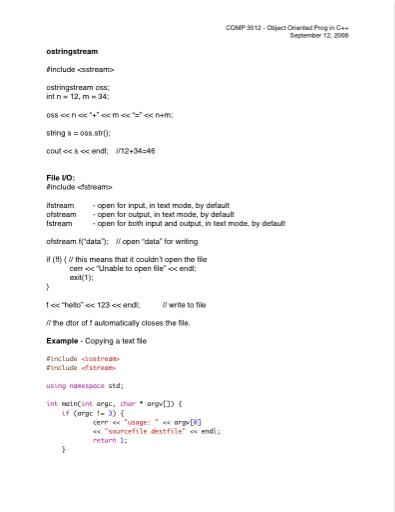 COMP 3512 - Object Oriented Prog in C++
September 12, 2008
ostringstream
#include <sstream>
ostringstream oss;
int n = 12, m = 34;
oss << n << “+” << m << “=” << n+m;
string s = oss.str();
cout << s << endl; //12+34=46
File I/O:
#include <fstream>
ifstream - open for input, in text mode, by default
ofstream - open for output, in text mode, by default
fstream - open for both input and output, in text mode, by default
ofstream f(“data”); // open “data” for writing
if (!f) { // this means that it couldn’t open the file
cerr << “Unable to open file” << endl;
exit(1);
}
f << “hello” << 123 << endl; // write to file
// the dtor of f automatically closes the file.
Example - Copying a text file
#include <iostream>
#include <fstream>
using namespace std;
int main(int argc, char * argv[]) {
if (argc != 3) {
cerr << "usage: " << argv[0]
<< "sourcefile destfile" << endl;
return 1;
}